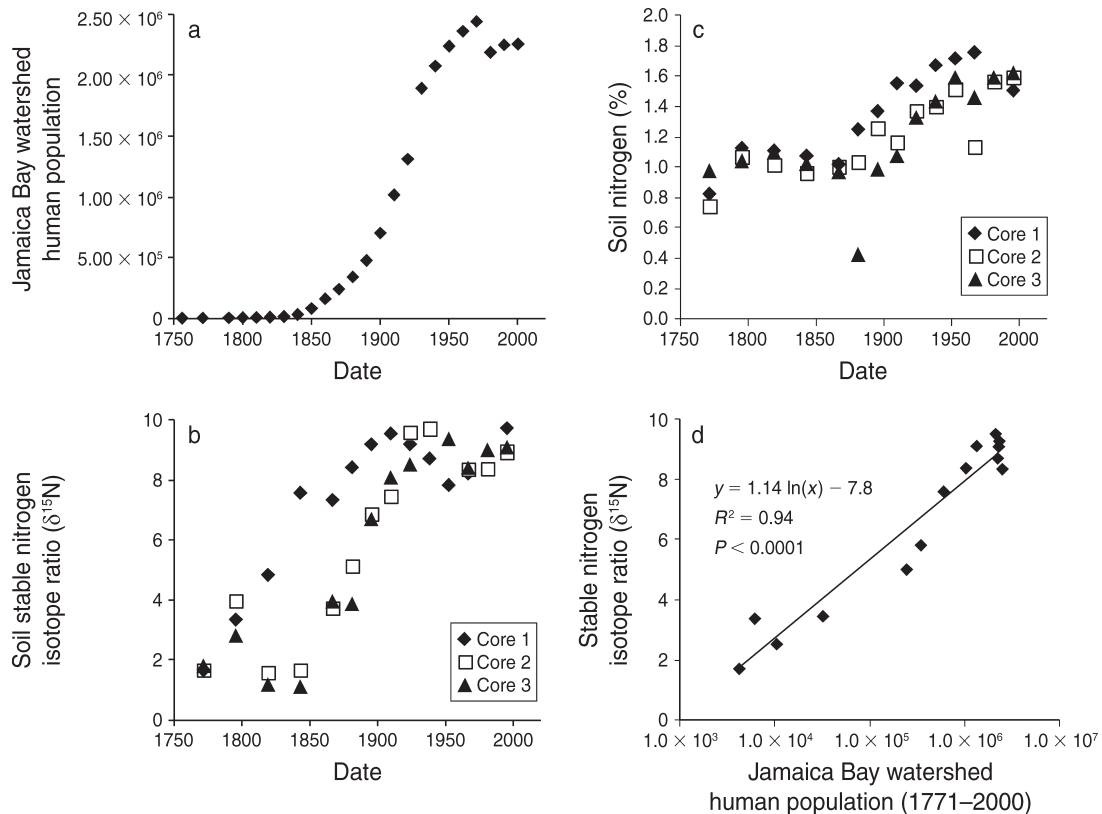 a
2.50 × 10⁶
2.00 × 10⁶
1.50 × 10⁶
1.00 × 10⁶
5.00 × 10⁵
0
Jamaica Bay watershed
human population
1750 1800 1850 1900 1950 2000
Date
c
2.0
1.8
1.6
1.4
1.2
1.0
0.8
0.6
0.4
0.2
0.0
Soil nitrogen (%)
Core 1
Core 2
Core 3
1750 1800 1850 1900 1950 2000
Date
b
10
8
6
4
2
0
Soil stable nitrogen
isotope ratio (δ¹⁵N)
Core 1
Core 2
Core 3
1750 1800 1850 1900 1950 2000
Date
d
10
8
6
4
2
0
Stable nitrogen
isotope ratio (δ¹⁵N)
y = 1.14 ln(x) − 7.8
R² = 0.94
P < 0.0001
1.0 × 10³ 1.0 × 10⁴ 1.0 × 10⁵ 1.0 × 10⁶ 1.0 × 10⁷
Jamaica Bay watershed
human population (1771–2000)